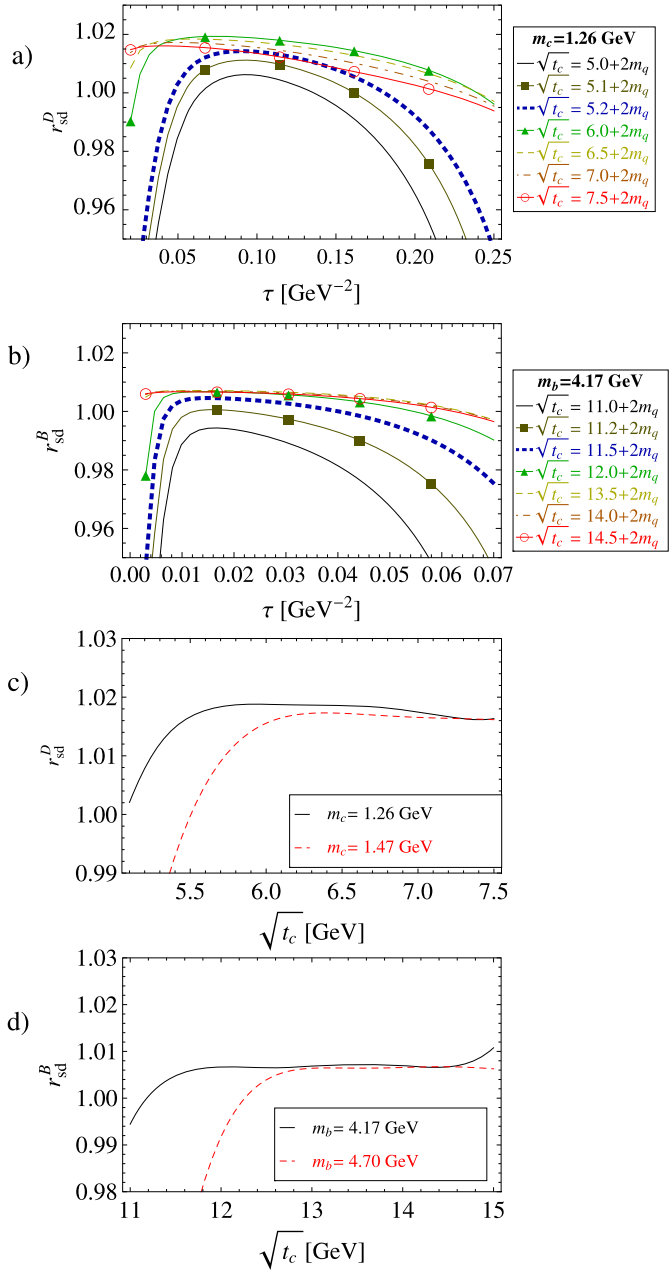 a)
r_sd^D
1.02
1.00
0.98
0.96
0.05
0.10
0.15
0.20
0.25
τ [GeV⁻²]
m_c=1.26 GeV
√t_c = 5.0+2m_q
√t_c = 5.1+2m_q
√t_c = 5.2+2m_q
√t_c = 6.0+2m_q
√t_c = 6.5+2m_q
√t_c = 7.0+2m_q
√t_c = 7.5+2m_q
b)
r_sd^B
1.02
1.00
0.98
0.96
0.00
0.01
0.02
0.03
0.04
0.05
0.06
0.07
τ [GeV⁻²]
m_b=4.17 GeV
√t_c = 11.0+2m_q
√t_c = 11.2+2m_q
√t_c = 11.5+2m_q
√t_c = 12.0+2m_q
√t_c = 13.5+2m_q
√t_c = 14.0+2m_q
√t_c = 14.5+2m_q
c)
r_sd^D
1.03
1.02
1.01
1.00
0.99
m_c= 1.26 GeV
m_c= 1.47 GeV
5.5
6.0
6.5
7.0
7.5
√t_c [GeV]
d)
r_sd^B
1.03
1.02
1.01
1.00
0.99
0.98
m_b= 4.17 GeV
m_b= 4.70 GeV
11
12
13
14
15
√t_c [GeV]